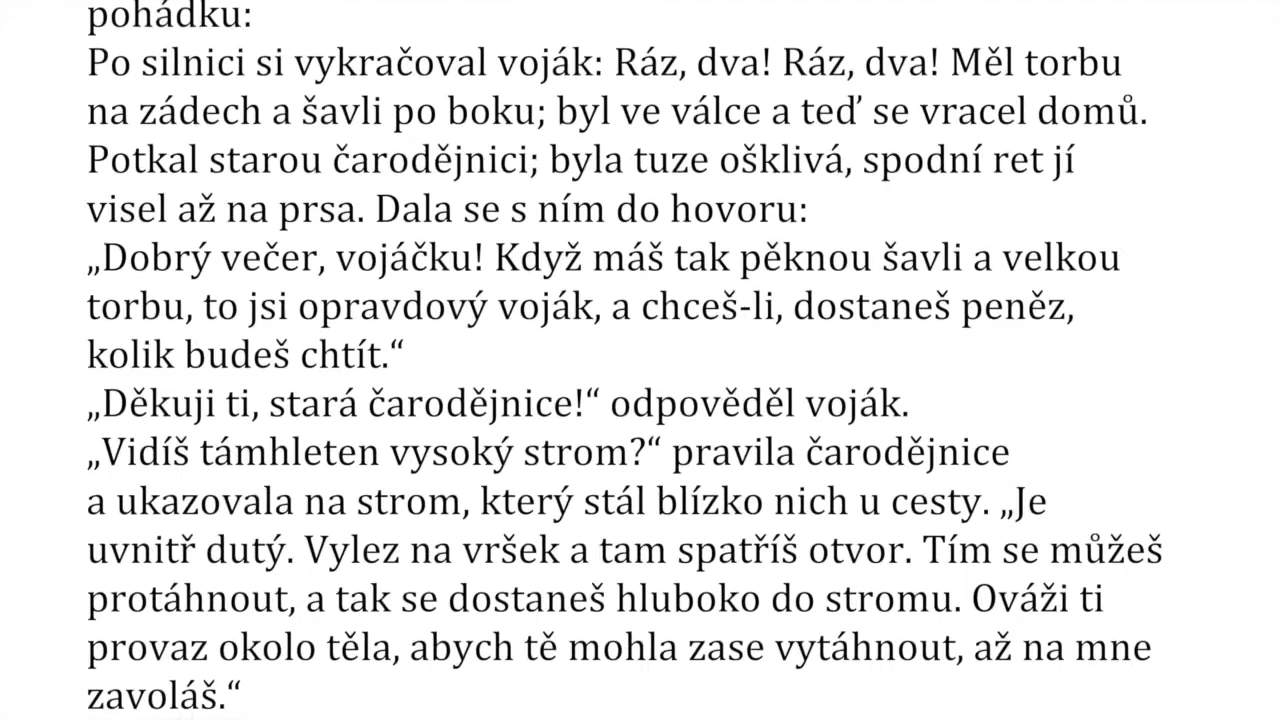 pohádku:
Po silnici si vykračoval voják: Ráz, dva! Ráz, dva! Měl torbu
na zádech a šavli po boku; byl ve válce a teď se vracel domů.
Potkal starou čarodějnici; byla tuze ošklivá, spodní ret jí
visel až na prsa. Dala se s ním do hovoru:
„Dobrý večer, vojáčku! Když máš tak pěknou šavli a velkou
torbu, to jsi opravdový voják, a chceš-li, dostaneš peněz,
kolik budeš chtít.“
„Děkuji ti, stará čarodějnice!“ odpověděl voják.
„Vidíš támhleten vysoký strom?“ pravila čarodějnice
a ukazovala na strom, který stál blízko nich u cesty. „Je
uvnitř dutý. Vylez na vršek a tam spatříš otvor. Tím se můžeš
protáhnout, a tak se dostaneš hluboko do stromu. Ováži ti
provaz okolo těla, abych tě mohla zase vytáhnout, až na mne
zavoláš.“